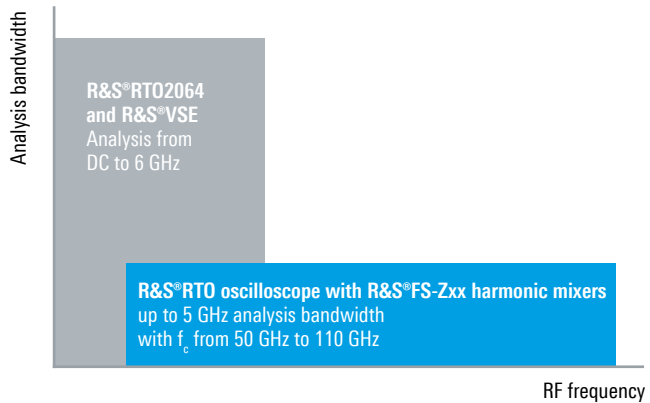 Analysis bandwidth
R&S®RTO2064
and R&S®VSE
Analysis from
DC to 6 GHz
R&S®RTO oscilloscope with R&S®FS-Zxx harmonic mixers
up to 5 GHz analysis bandwidth
with fc from 50 GHz to 110 GHz
RF frequency